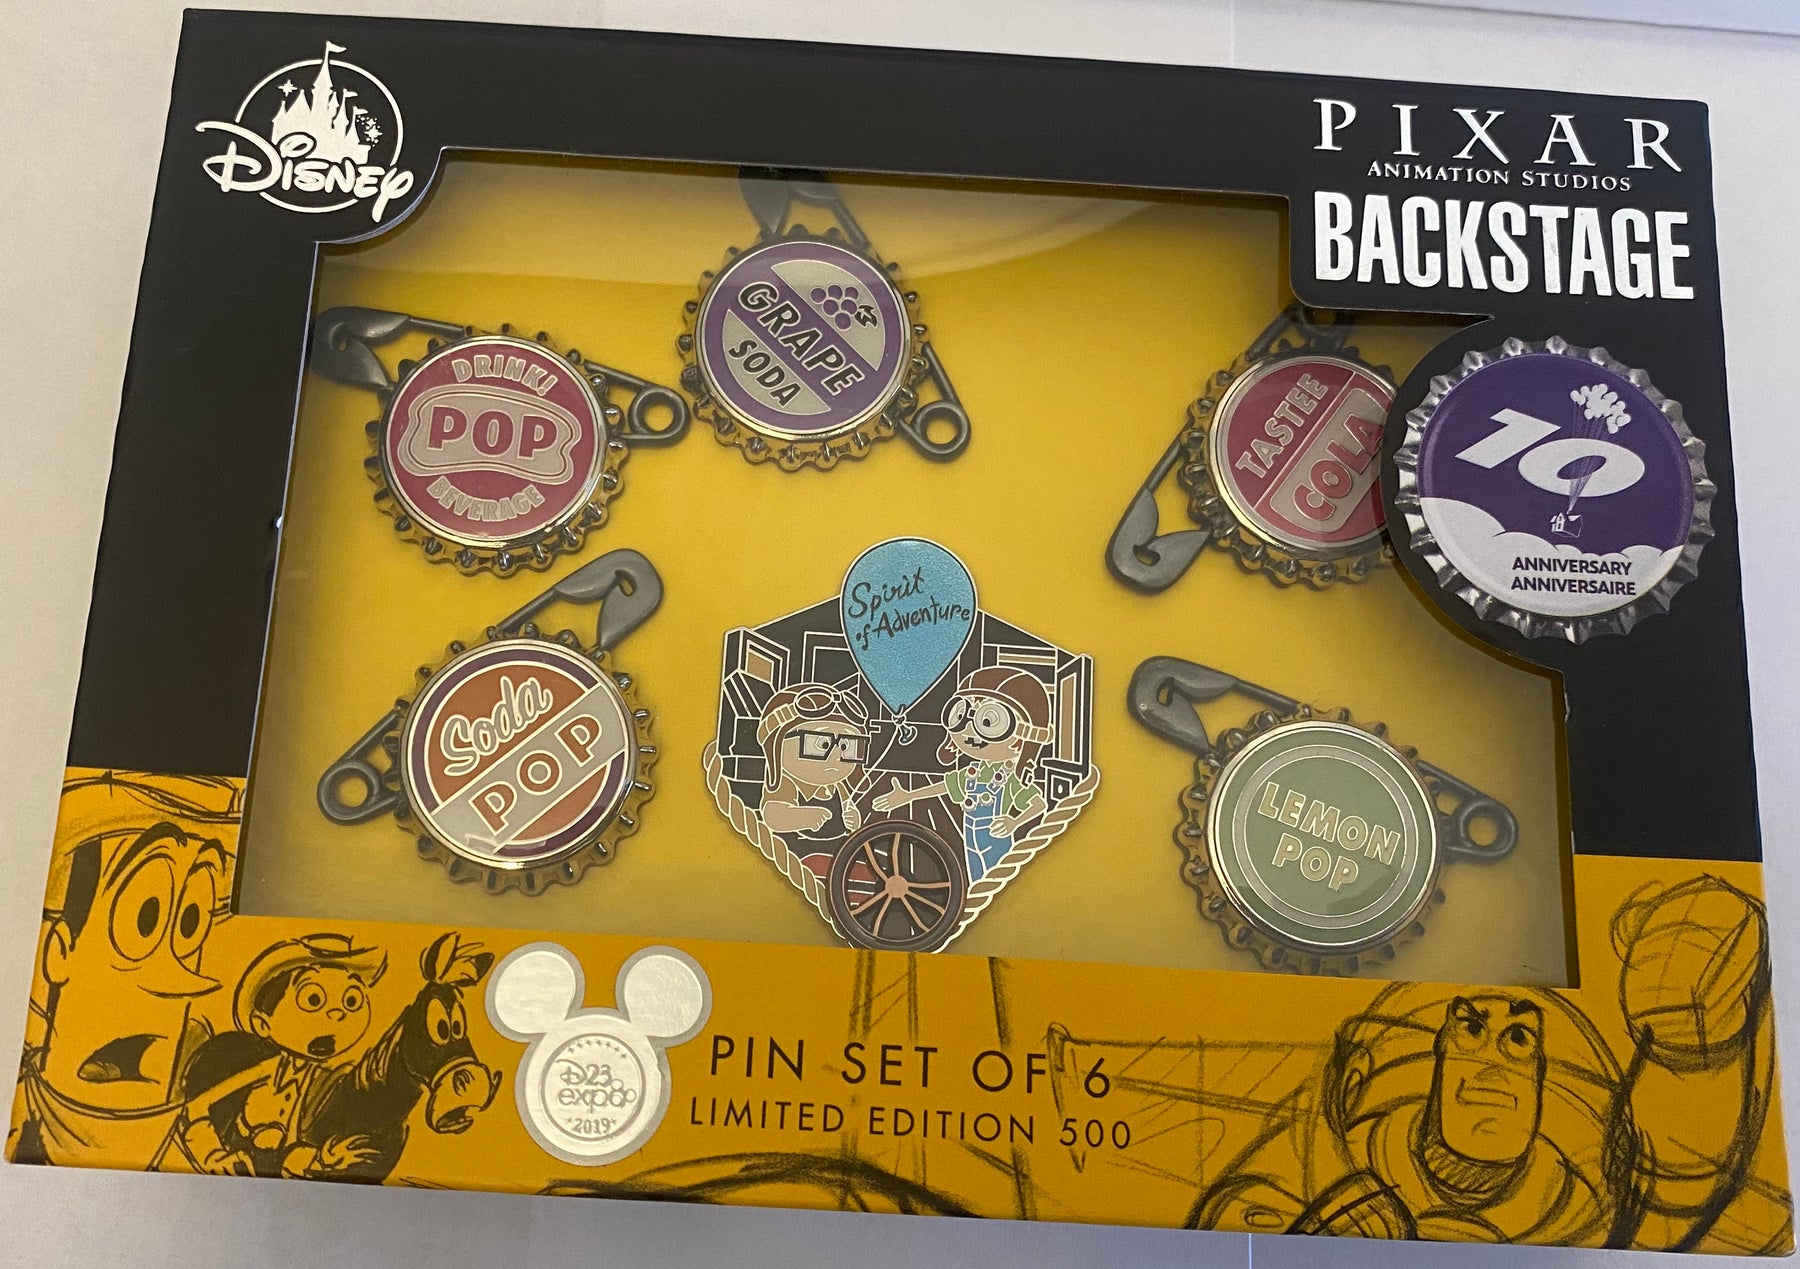 Disney
PIXAR
ANIMATION STUDIOS
BACKSTAGE
GRAPE
SODA
DRINK!
POP
BEVERAGE
TASTEE
COLA
10
ANNIVERSARY
ANNIVERSAIRE
Spirit
of Adventure
Soda
POP
LEMON
POP
D23
expo
2019
PIN SET OF 6
LIMITED EDITION 500